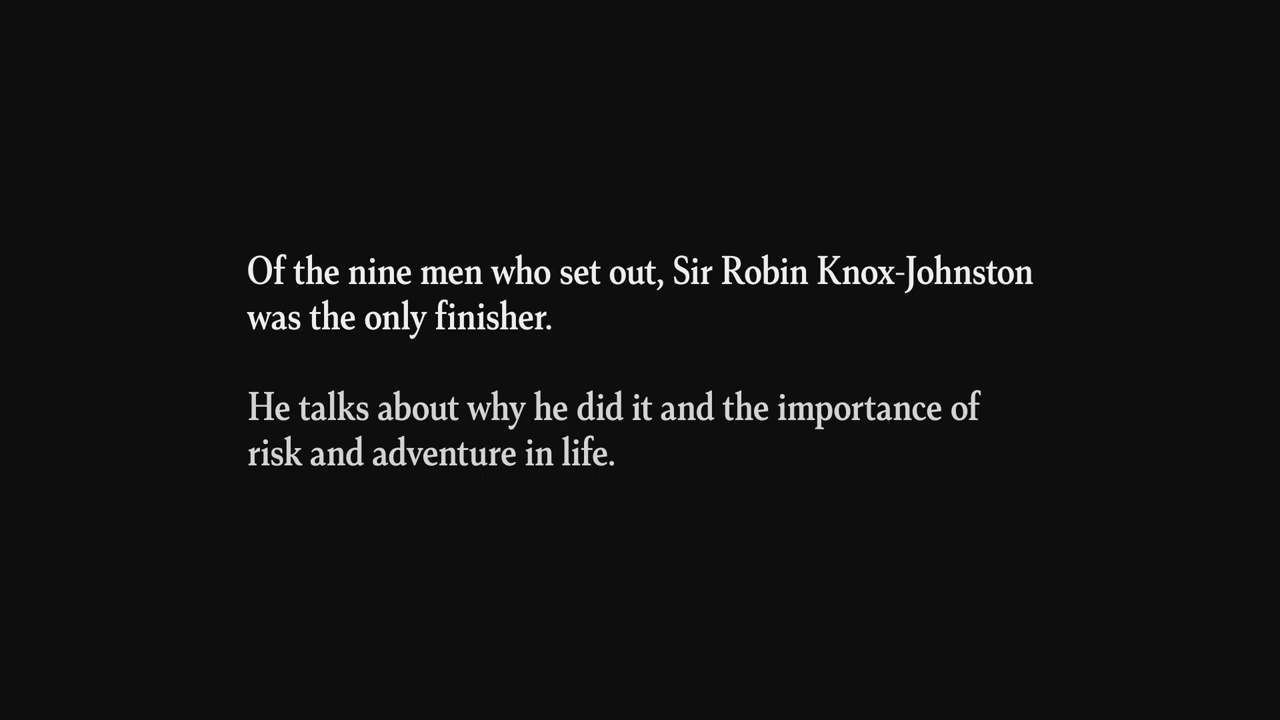 Of the nine men who set out, Sir Robin Knox-Johnston
was the only finisher.
He talks about why he did it and the importance of
risk and adventure in life.